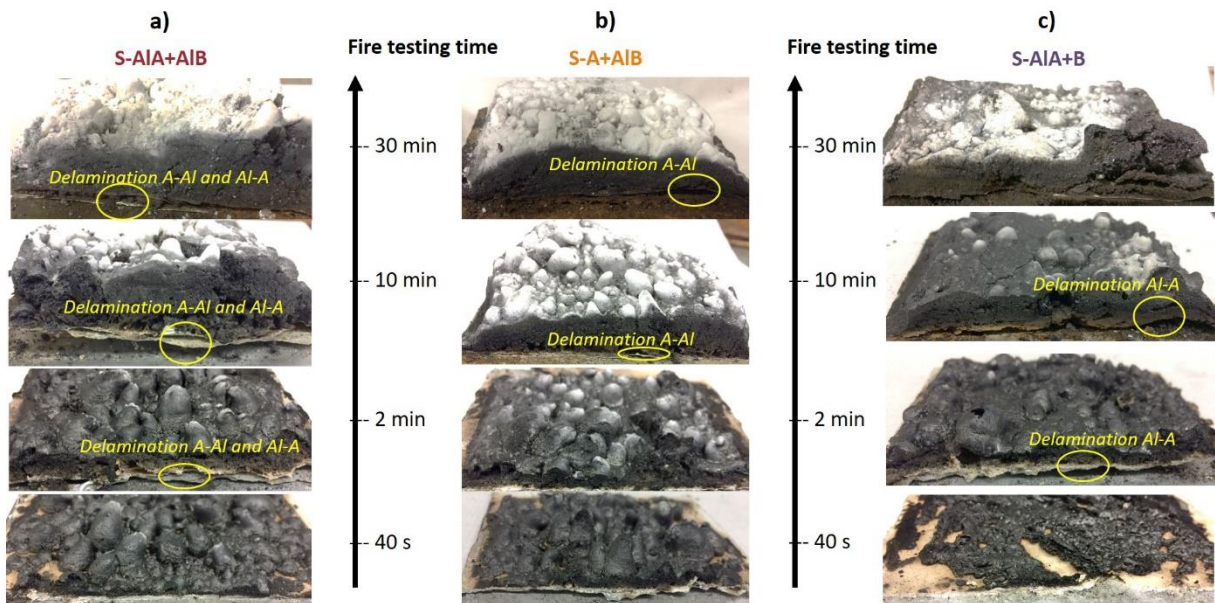 a)
S-AlA+AlB
Fire testing time
b)
S-A+AlB
Fire testing time
c)
S-AlA+B
30 min
10 min
2 min
40 s
30 min
10 min
2 min
40 s
Delamination A-Al and Al-A
Delamination A-Al and Al-A
Delamination A-Al and Al-A
Delamination A-Al
Delamination A-Al
Delamination Al-A
Delamination Al-A